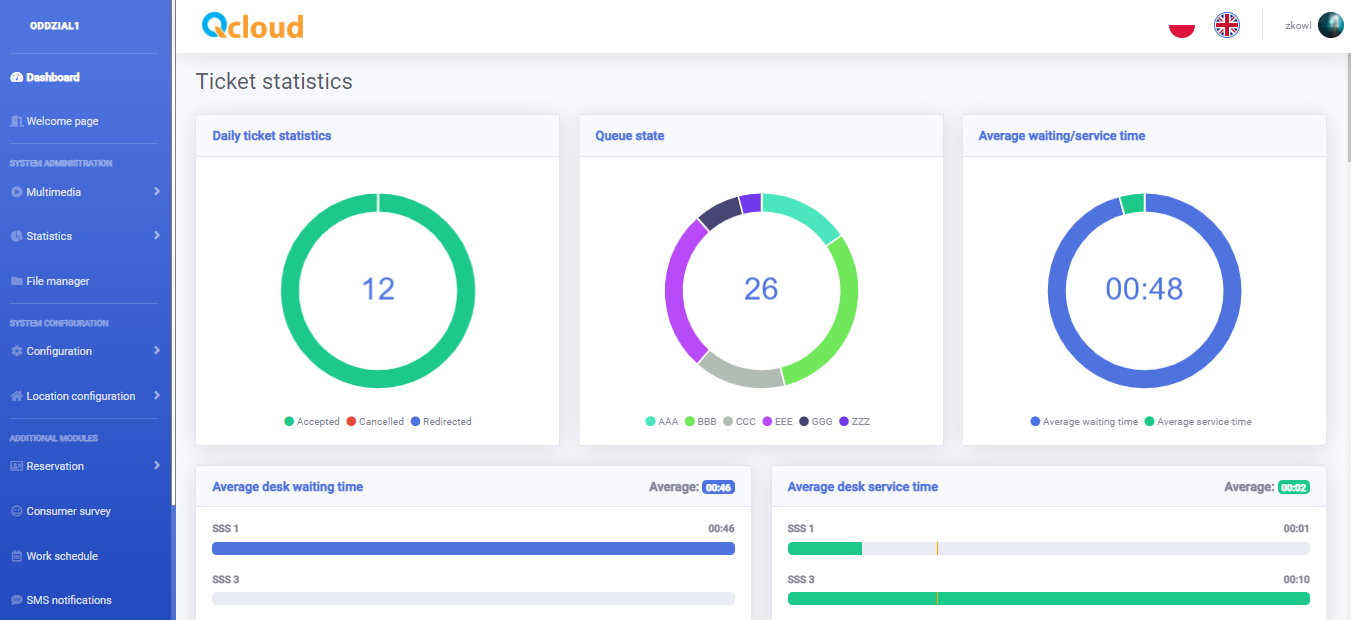 ODDZIAL1
Dashboard
Welcome page
SYSTEM ADMINISTRATION
Multimedia
Statistics
File manager
SYSTEM CONFIGURATION
Configuration
Location configuration
ADDITIONAL MODULES
Reservation
Consumer survey
Work schedule
SMS notifications
Qcloud
zkowl
Ticket statistics
Daily ticket statistics
12
Accepted Cancelled Redirected
Queue state
26
AAA BBB CCC EEE GGG ZZZ
Average waiting/service time
00:48
Average waiting time Average service time
Average desk waiting time Average: 00:46
SSS 1 00:46
SSS 3
Average desk service time Average: 00:02
SSS 1 00:01
SSS 3 00:10